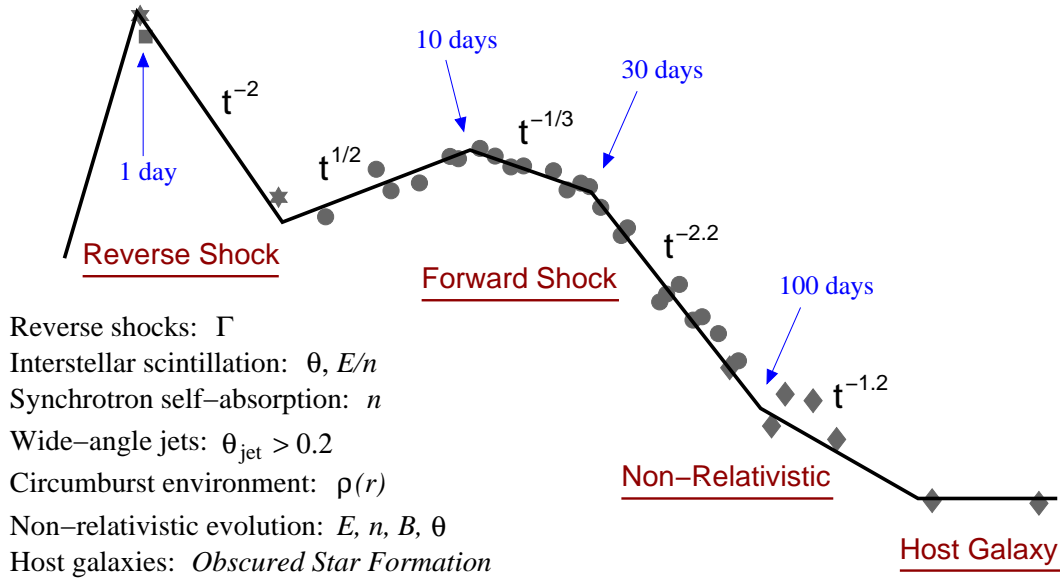 10 days
30 days
t⁻²
t^−1/3
1 day
t^1/2
Reverse Shock
Forward Shock
t^−2.2
100 days
t^−1.2
Non−Relativistic
Host Galaxy
Reverse shocks: Γ
Interstellar scintillation: θ, E/n
Synchrotron self−absorption: n
Wide−angle jets: θ_jet > 0.2
Circumburst environment: ρ(r)
Non−relativistic evolution: E, n, B, θ
Host galaxies: Obscured Star Formation